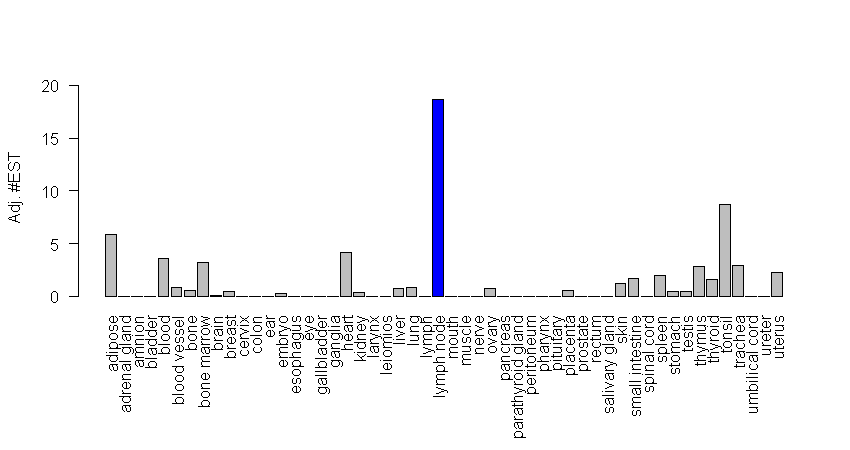 20
15
10
5
0
Adj. #EST
adipose
adrenal gland
amnion
bladder
blood
blood vessel
bone
bone marrow
brain
breast
cervix
colon
ear
embryo
esophagus
eye
gallbladder
ganglia
heart
kidney
larynx
leiomios
liver
lung
lymph
lymph node
mouth
muscle
nerve
ovary
pancreas
parathyroid gland
peritoneum
pharynx
pituitary
placenta
prostate
rectum
salivary gland
skin
small intestine
spinal cord
spleen
stomach
testis
thymus
thyroid
tonsil
trachea
umbilical cord
ureter
uterus